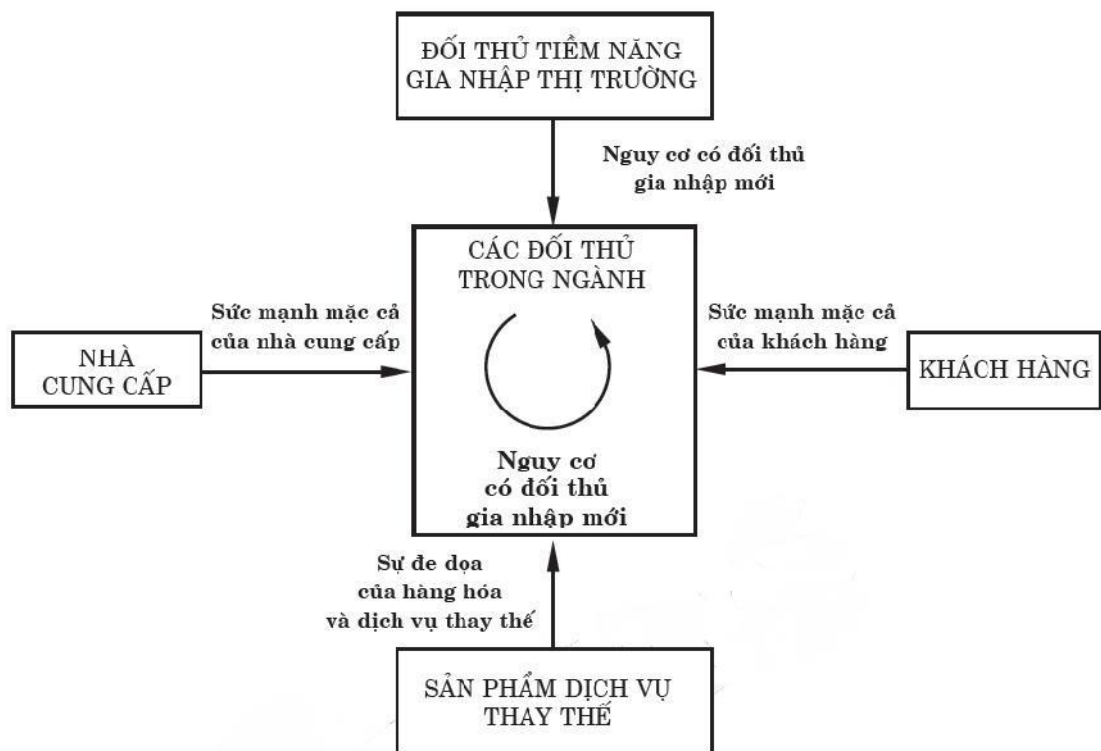 ĐỐI THỦ TIỀM NĂNG
GIA NHẬP THỊ TRƯỜNG
Nguy cơ có đối thủ
gia nhập mới
CÁC ĐỐI THỦ
TRONG NGÀNH
Sức mạnh mặc cả
của nhà cung cấp
Sức mạnh mặc cả
của khách hàng
NHÀ
CUNG CẤP
KHÁCH HÀNG
Nguy cơ
có đối thủ
gia nhập mới
Sự đe dọa
của hàng hóa
và dịch vụ thay thế
SẢN PHẨM DỊCH VỤ
THAY THẾ